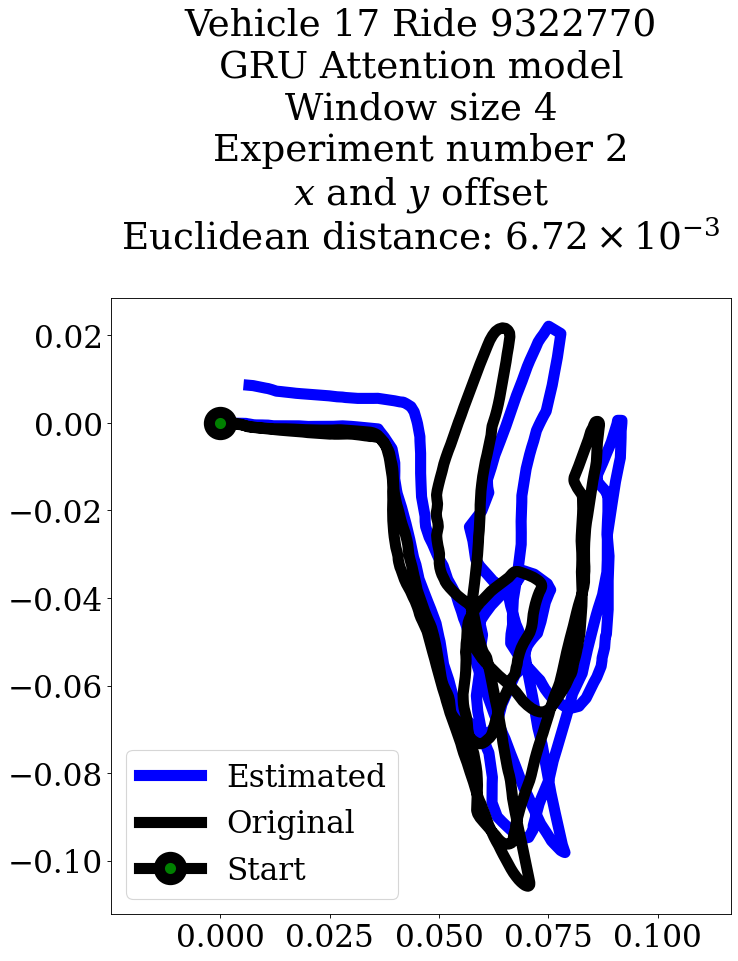 Vehicle 17 Ride 9322770
GRU Attention model
Window size 4
Experiment number 2
x and y offset
Euclidean distance: 6.72 × 10⁻³
0.02
0.00
−0.02
−0.04
−0.06
−0.08
−0.10
Estimated
Original
Start
0.000 0.025 0.050 0.075 0.100